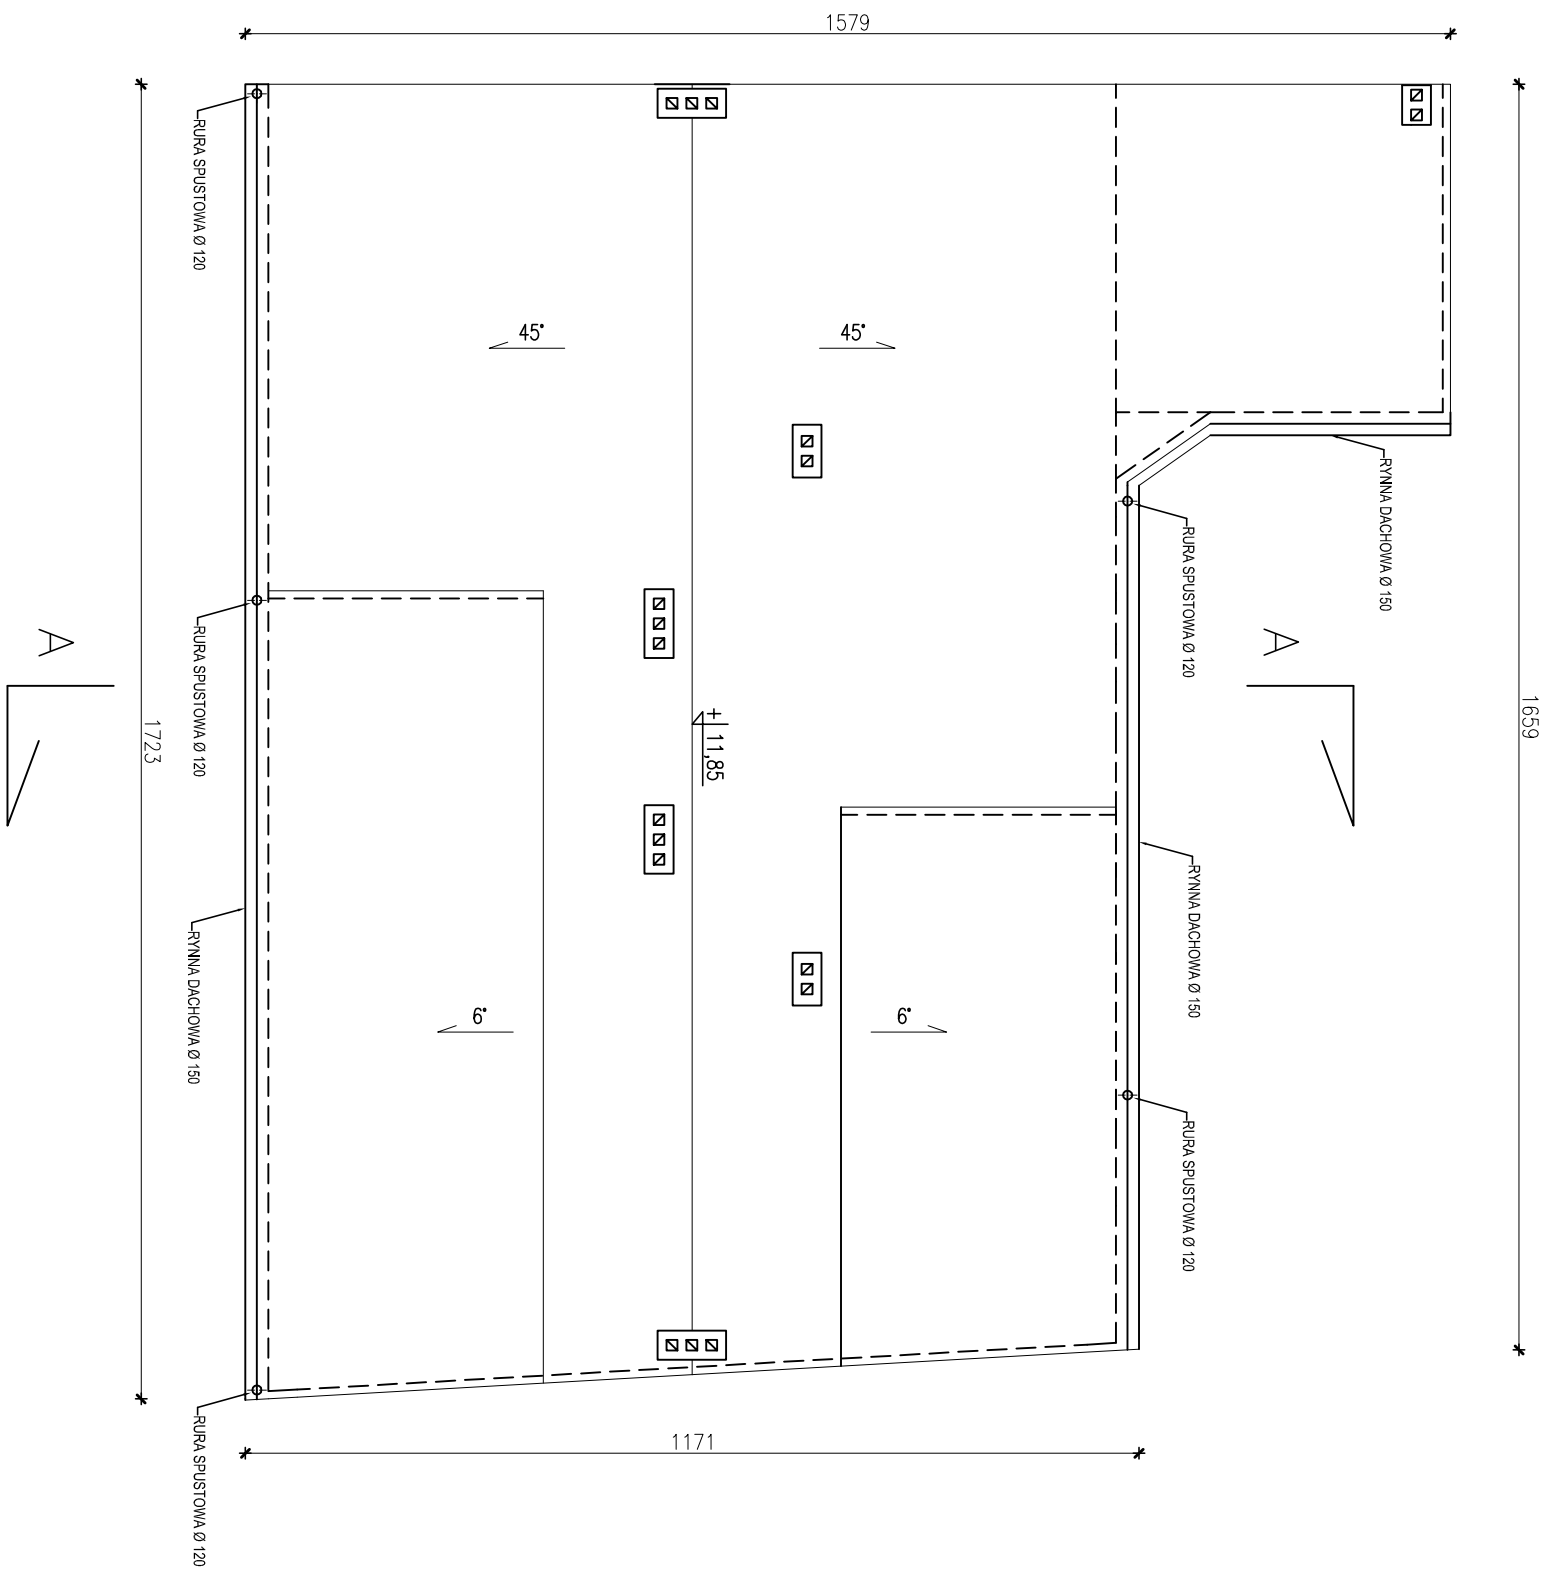 1579
RURA SPUSTOWA Ø 120
45°
45°
RYNNA DACHOWA Ø 150
RURA SPUSTOWA Ø 120
A
A
RURA SPUSTOWA Ø 120
1659
1723
+ 11,85
RYNNA DACHOWA Ø 150
RYNNA DACHOWA Ø 150
6°
6°
RURA SPUSTOWA Ø 120
1171
RURA SPUSTOWA Ø 120